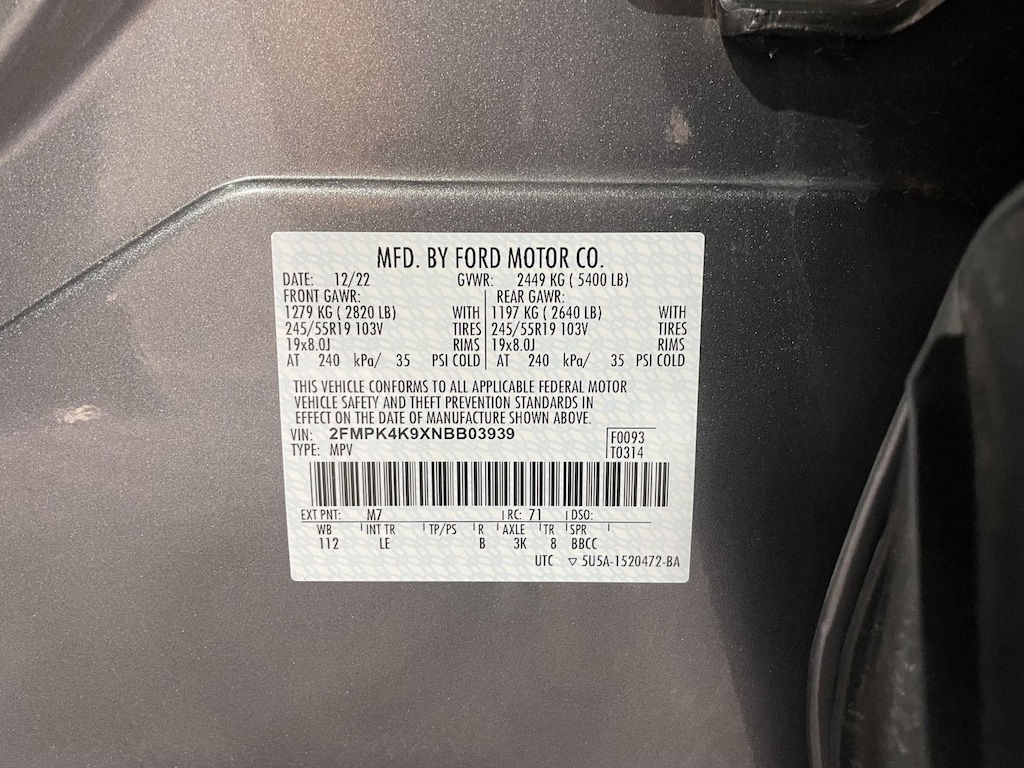 MFD. BY FORD MOTOR CO.
DATE: 12/22 GVWR: 2449 KG ( 5400 LB)
FRONT GAWR: REAR GAWR:
1279 KG ( 2820 LB) WITH 1197 KG ( 2640 LB) WITH
245/55R19 103V TIRES 245/55R19 103V TIRES
19x8.0J RIMS 19x8.0J RIMS
AT 240 kPa/ 35 PSI COLD AT 240 kPa/ 35 PSI COLD
THIS VEHICLE CONFORMS TO ALL APPLICABLE FEDERAL MOTOR
VEHICLE SAFETY AND THEFT PREVENTION STANDARDS IN
EFFECT ON THE DATE OF MANUFACTURE SHOWN ABOVE.
VIN: 2FMPK4K9XNBB03939 F0093
TYPE: MPV T0314
EXT PNT: M7 RC: 71 DSO:
WB INT TR TP/PS R AXLE TR SPR
112 LE B 3K 8 BBCC
UTC ▽ 5U5A-1520472-BA